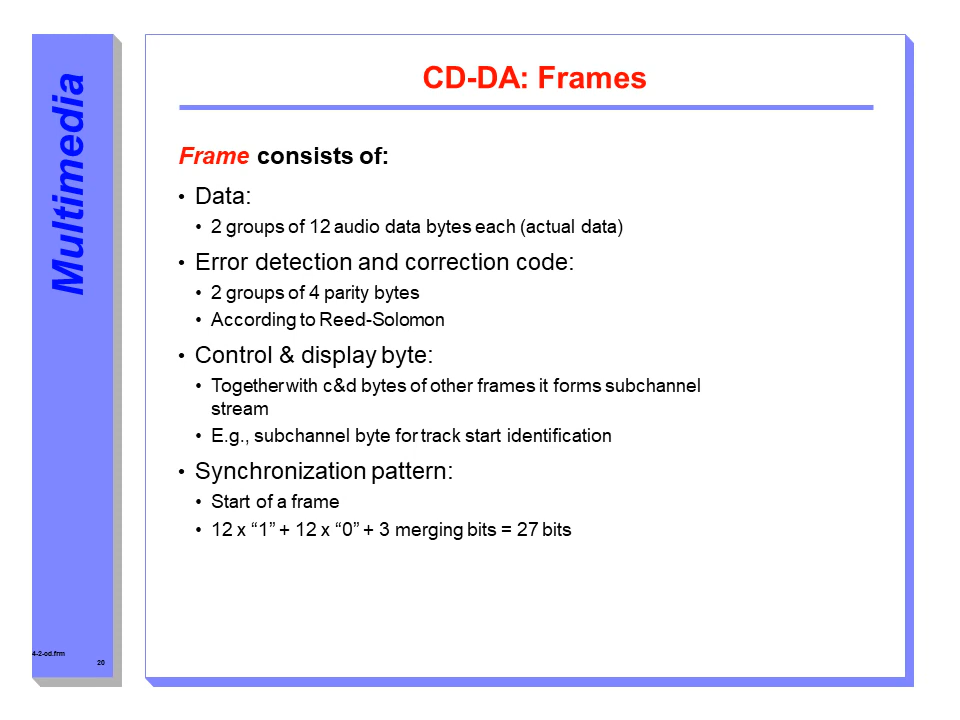 Multimedia
CD-DA: Frames
Frame consists of:
• Data:
• 2 groups of 12 audio data bytes each (actual data)
• Error detection and correction code:
• 2 groups of 4 parity bytes
• According to Reed-Solomon
• Control & display byte:
• Together with c&d bytes of other frames it forms subchannel
stream
• E.g., subchannel byte for track start identification
• Synchronization pattern:
• Start of a frame
• 12 x “1” + 12 x “0” + 3 merging bits = 27 bits
4-2-cd.frm
20